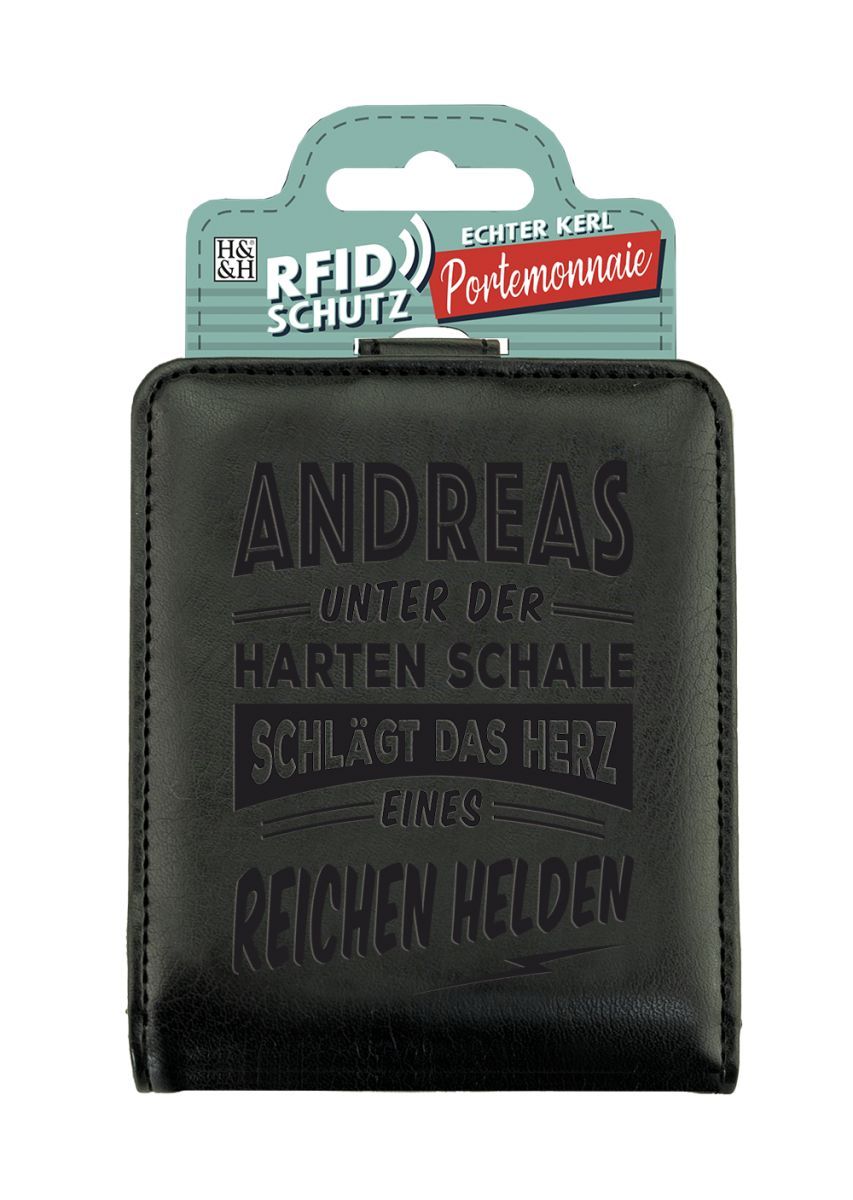 H&
&H
RFID
SCHUTZ
ECHTER KERL
Portemonnaie
ANDREAS
UNTER DER
HARTEN SCHALE
SCHLÄGT DAS HERZ
EINES
REICHEN HELDEN